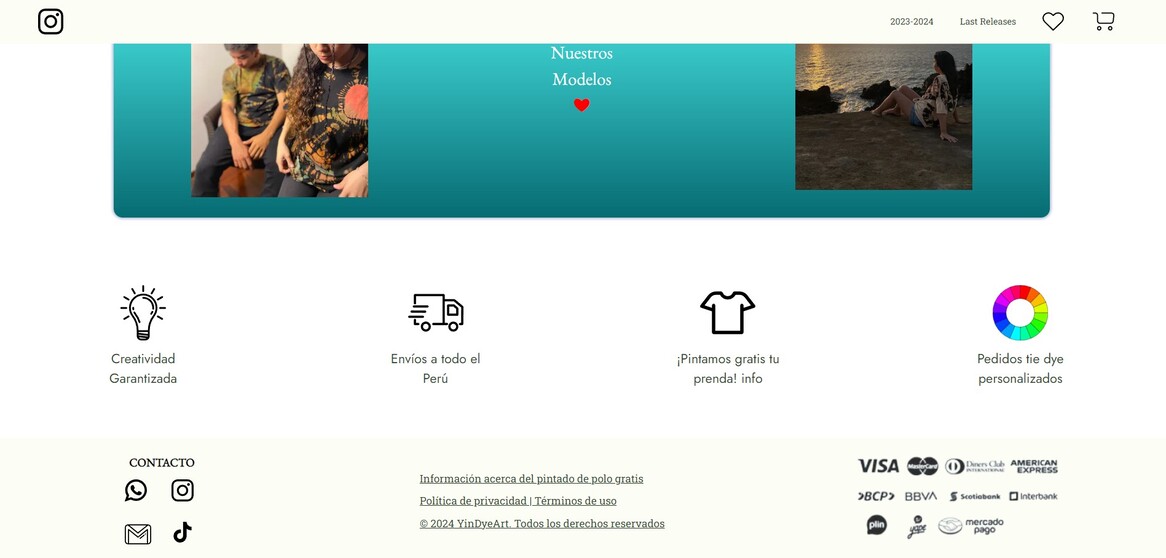 2023-2024
Last Releases
Nuestros
Modelos
Creatividad
Garantizada
Envíos a todo el
Perú
¡Pintamos gratis tu
prenda! info
Pedidos tie dye
personalizados
CONTACTO
Información acerca del pintado de polo gratis
Política de privacidad | Términos de uso
© 2024 YinDyeArt. Todos los derechos reservados
VISA MasterCard Diners Club INTERNATIONAL AMERICAN EXPRESS
BCP BBVA Scotiabank Interbank
plin yape mercado pago